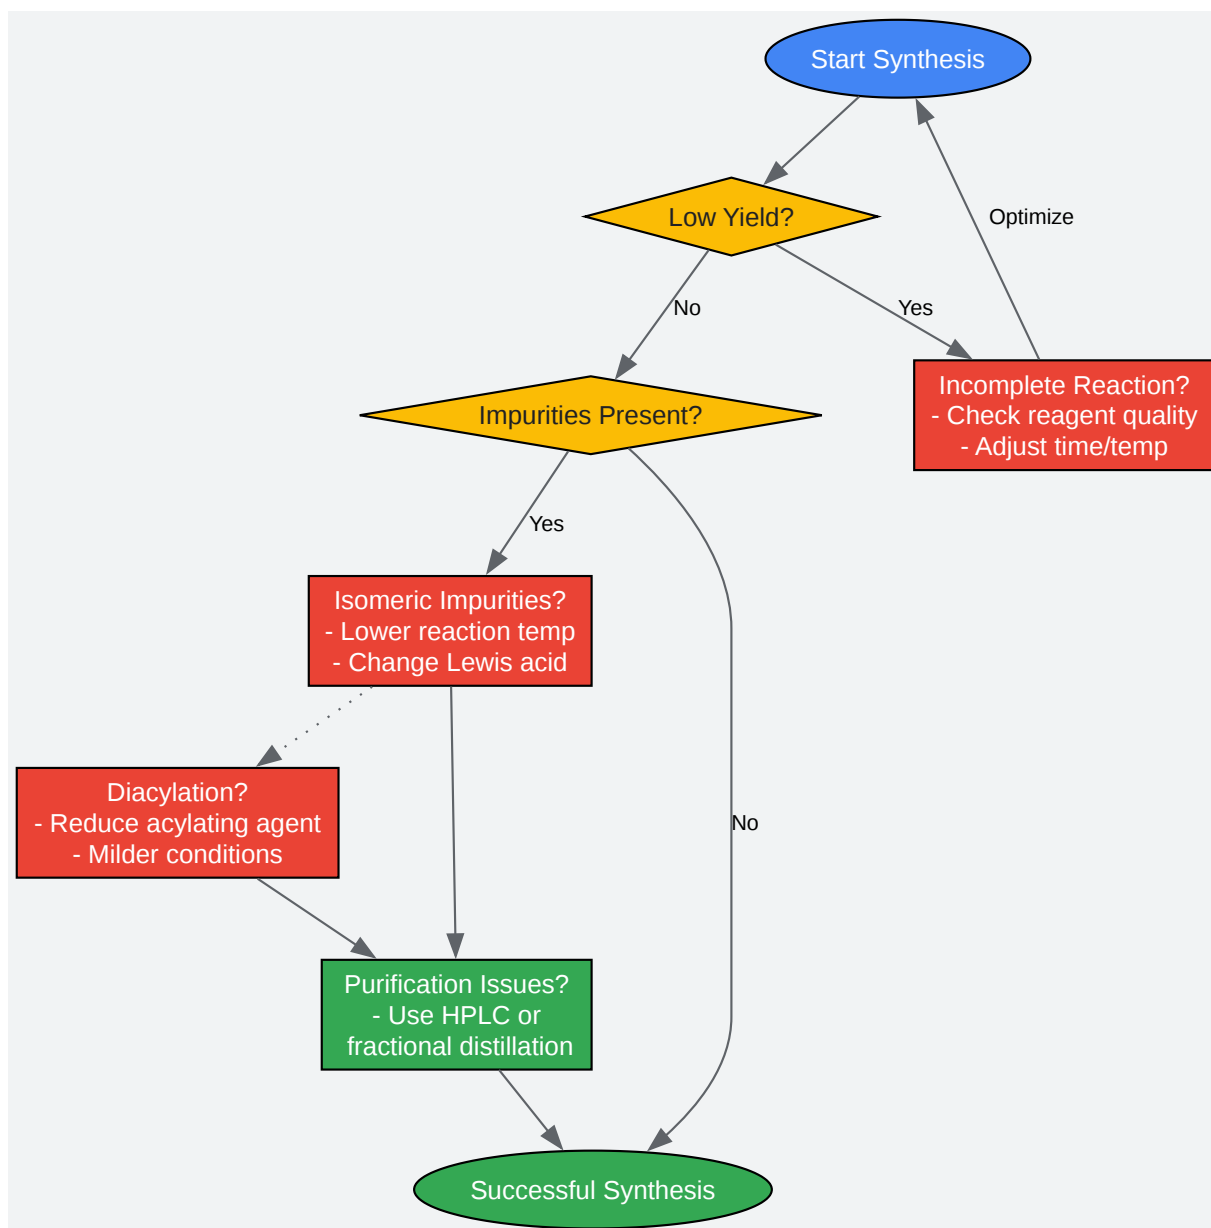 Start Synthesis
Low Yield?
Optimize
No
Yes
Incomplete Reaction?
- Check reagent quality
- Adjust time/temp
Impurities Present?
Yes
Isomeric Impurities?
- Lower reaction temp
- Change Lewis acid
Diacylation?
- Reduce acylating agent
- Milder conditions
No
Purification Issues?
- Use HPLC or
fractional distillation
Successful Synthesis